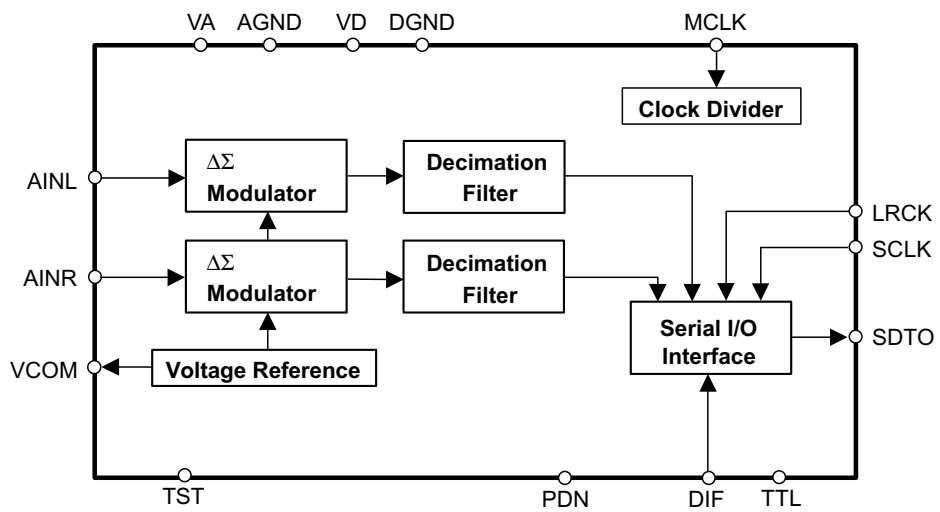 VA AGND VD DGND MCLK
Clock Divider
AINL
ΔΣ
Modulator
Decimation
Filter
LRCK
SCLK
AINR
ΔΣ
Modulator
Decimation
Filter
Serial I/O
Interface
SDTO
VCOM
Voltage Reference
TST PDN DIF TTL